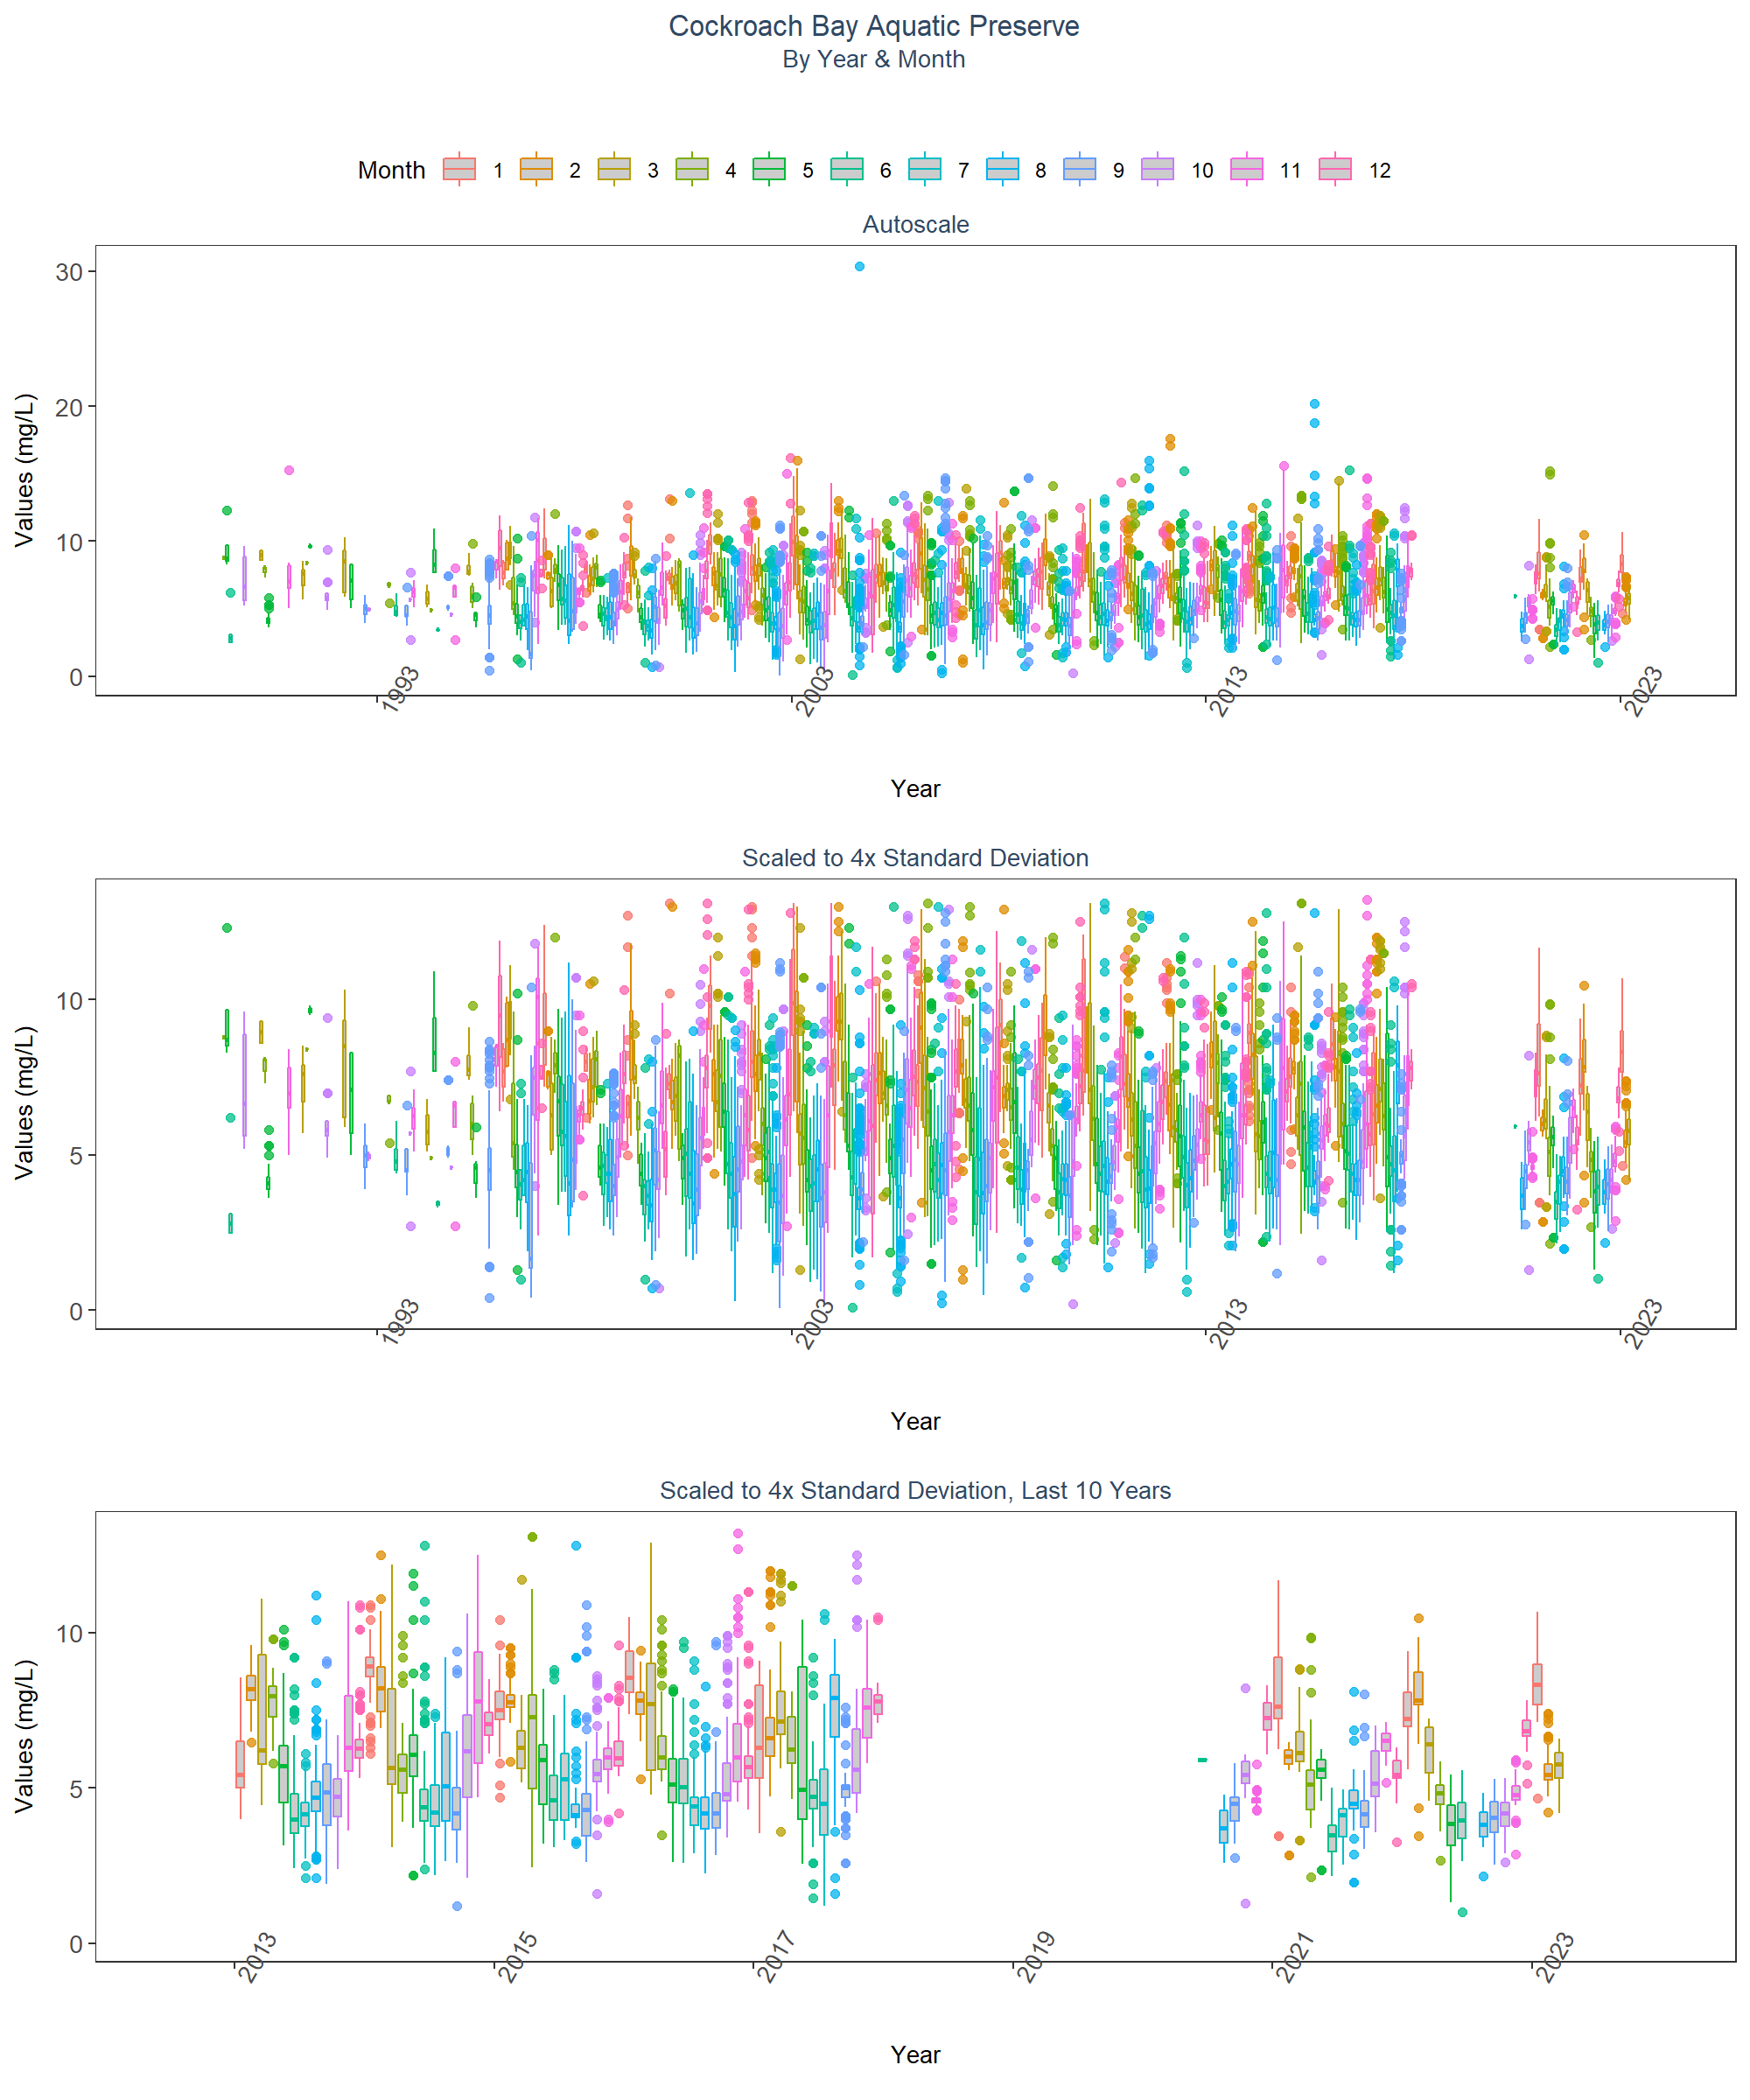 Cockroach Bay Aquatic Preserve
By Year & Month
Month 1 2 3 4 5 6 7 8 9 10 11 12
Autoscale
Values (mg/L)
30
20
10
0
1993 2003 2013 2023
Year
Scaled to 4x Standard Deviation
Values (mg/L)
10
5
0
1993 2003 2013 2023
Year
Scaled to 4x Standard Deviation, Last 10 Years
Values (mg/L)
10
5
0
2013 2015 2017 2019 2021 2023
Year